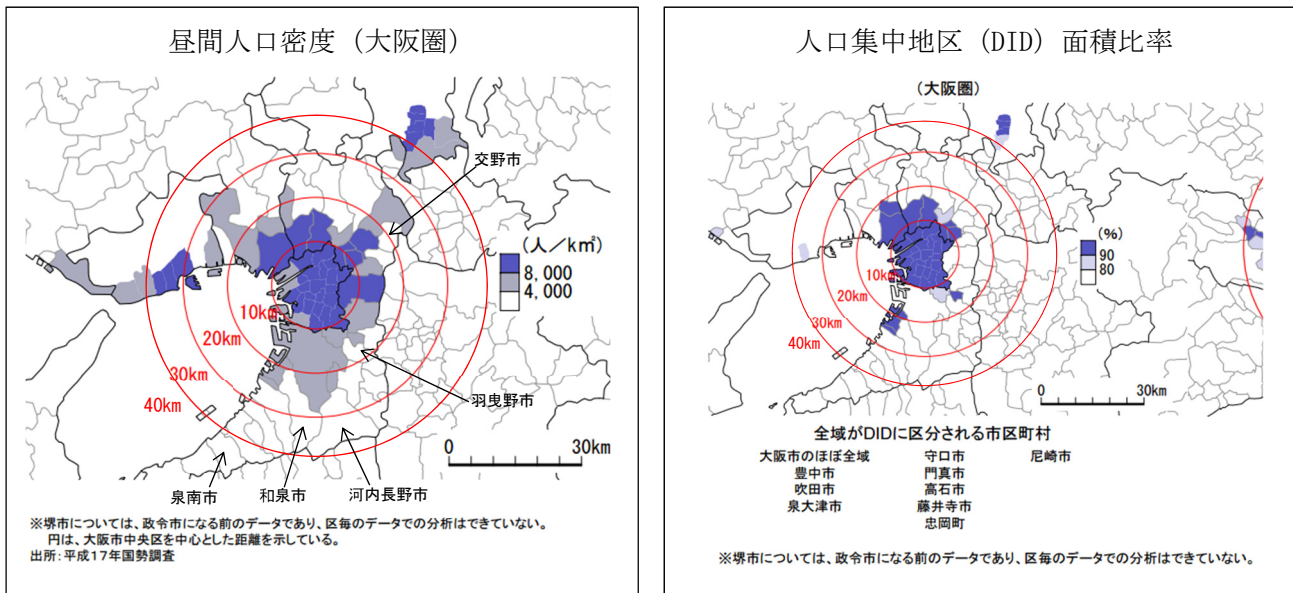 昼間人口密度(大阪圏)
交野市
(人/km²)
8,000
4,000
10km
20km
30km
40km
羽曳野市
0 30km
泉南市
和泉市
河内長野市
※堺市については、政令市になる前のデータであり、区毎のデータでの分析はできていない。
円は、大阪市中央区を中心とした距離を示している。
出所:平成17年国勢調査
人口集中地区(DID)面積比率
(大阪圏)
(%)
90
80
10km
20km
30km
40km
0 30km
全域がDIDに区分される市区町村
大阪市のほぼ全域 守口市 尼崎市
豊中市 門真市
吹田市 高石市
泉大津市 藤井寺市
忠岡町
※堺市については、政令市になる前のデータであり、区毎のデータでの分析はできていない。